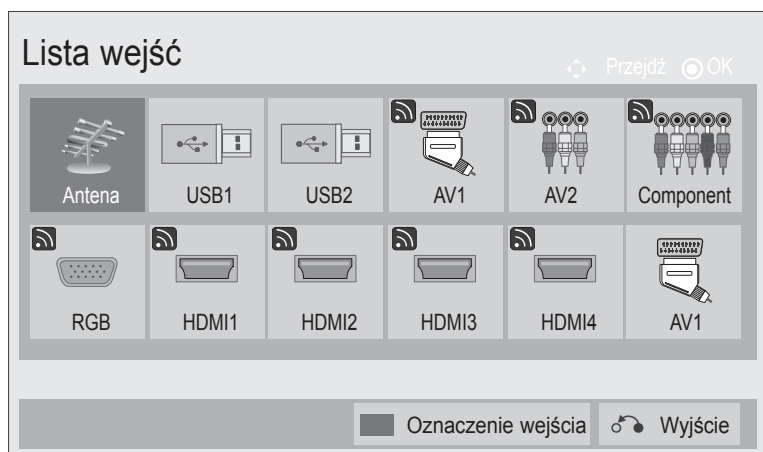 Lista wejść
Przejdź OK
Antena USB1 USB2 AV1 AV2 Component
RGB HDMI1 HDMI2 HDMI3 HDMI4 AV1
Oznaczenie wejścia Wyjście